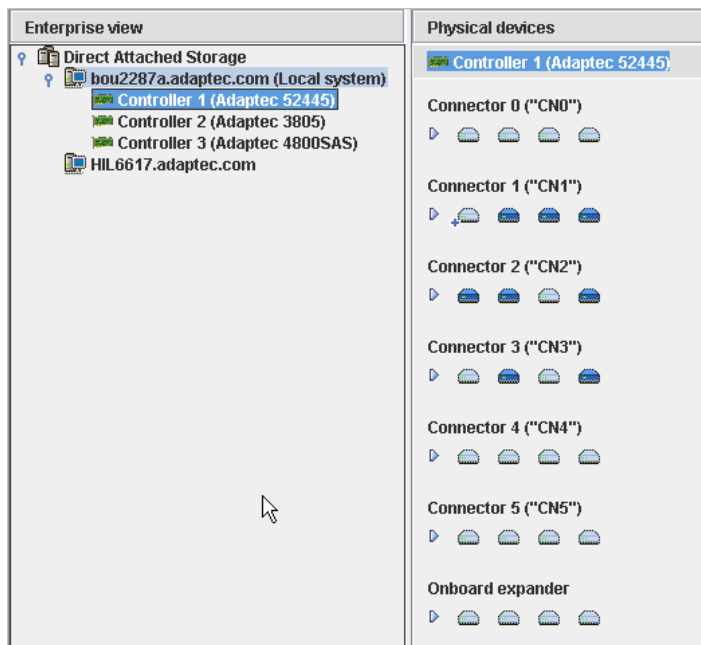 Enterprise view
Direct Attached Storage
bou2287a.adaptec.com (Local system)
Controller 1 (Adaptec 52445)
Controller 2 (Adaptec 3805)
Controller 3 (Adaptec 4800SAS)
HIL6617.adaptec.com
Physical devices
Controller 1 (Adaptec 52445)
Connector 0 ("CN0")
Connector 1 ("CN1")
Connector 2 ("CN2")
Connector 3 ("CN3")
Connector 4 ("CN4")
Connector 5 ("CN5")
Onboard expander